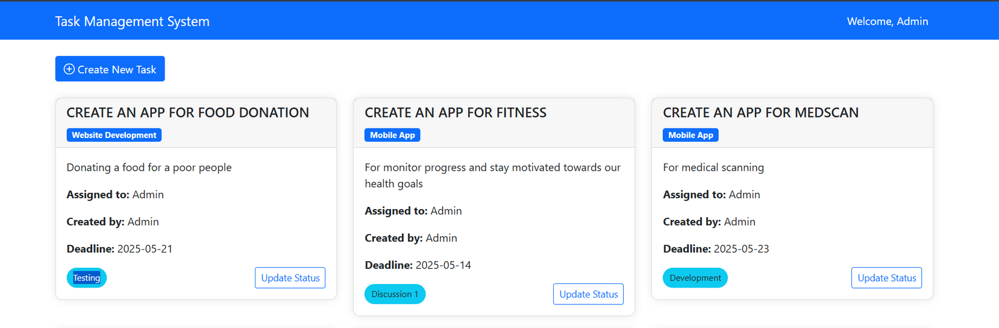 Task Management System
Welcome, Admin
Create New Task
CREATE AN APP FOR FOOD DONATION
Website Development
Donating a food for a poor people
Assigned to: Admin
Created by: Admin
Deadline: 2025-05-21
Testing
Update Status
CREATE AN APP FOR FITNESS
Mobile App
For monitor progress and stay motivated towards our
health goals
Assigned to: Admin
Created by: Admin
Deadline: 2025-05-14
Discussion 1
Update Status
CREATE AN APP FOR MEDSCAN
Mobile App
For medical scanning
Assigned to: Admin
Created by: Admin
Deadline: 2025-05-23
Development
Update Status